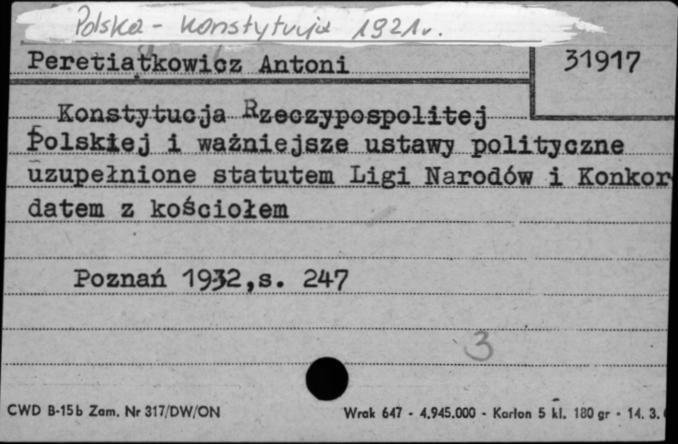 Polska - Konstytucja 1921r.
Peretiatkowicz Antoni
31917
Konstytucja Rzeczypospolitej
Polskiej i ważniejsze ustawy polityczne
uzupełnione statutem Ligi Narodów i Konkor
datem z kościołem
Poznań 1932,s. 247
3
CWD B-15b Zam. Nr 317/DW/ON
Wrak 647 - 4.945.000 - Karton 5 kl. 180 gr - 14. 3.